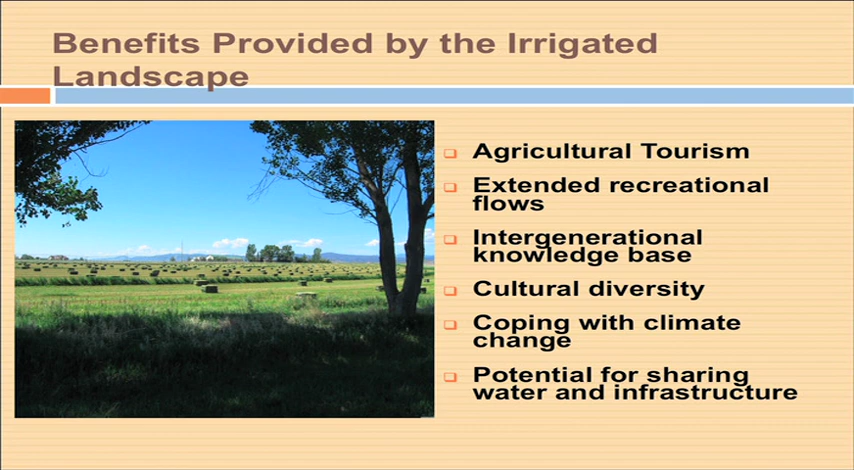 Benefits Provided by the Irrigated
Landscape
Agricultural Tourism
Extended recreational
flows
Intergenerational
knowledge base
Cultural diversity
Coping with climate
change
Potential for sharing
water and infrastructure